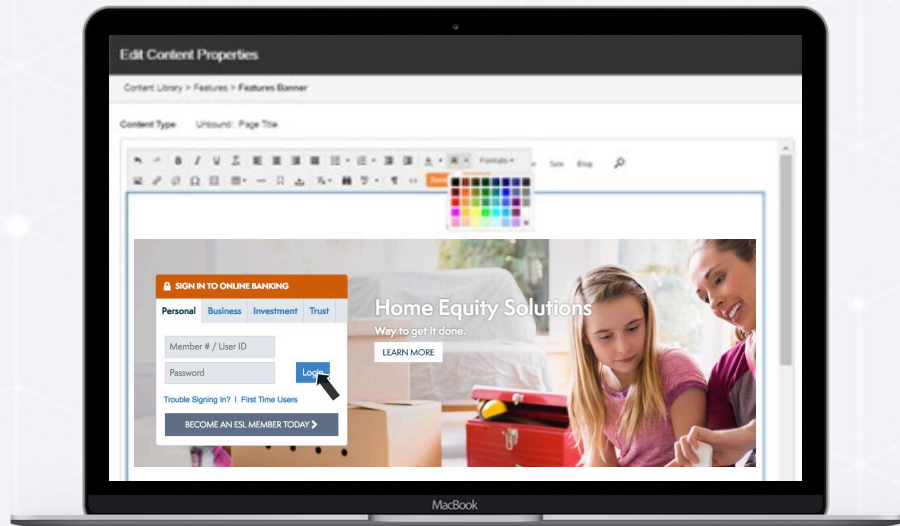 Edit Content Properties
Content Library > Features > Features Banner
Content Type Unbound: Page Title
Formats
Sale Blog
SIGN IN TO ONLINE BANKING
Personal Business Investment Trust
Member # / User ID
Password
Login
Trouble Signing In? | First Time Users
BECOME AN ESL MEMBER TODAY >
Home Equity Solutions
Way to get it done.
LEARN MORE
MacBook